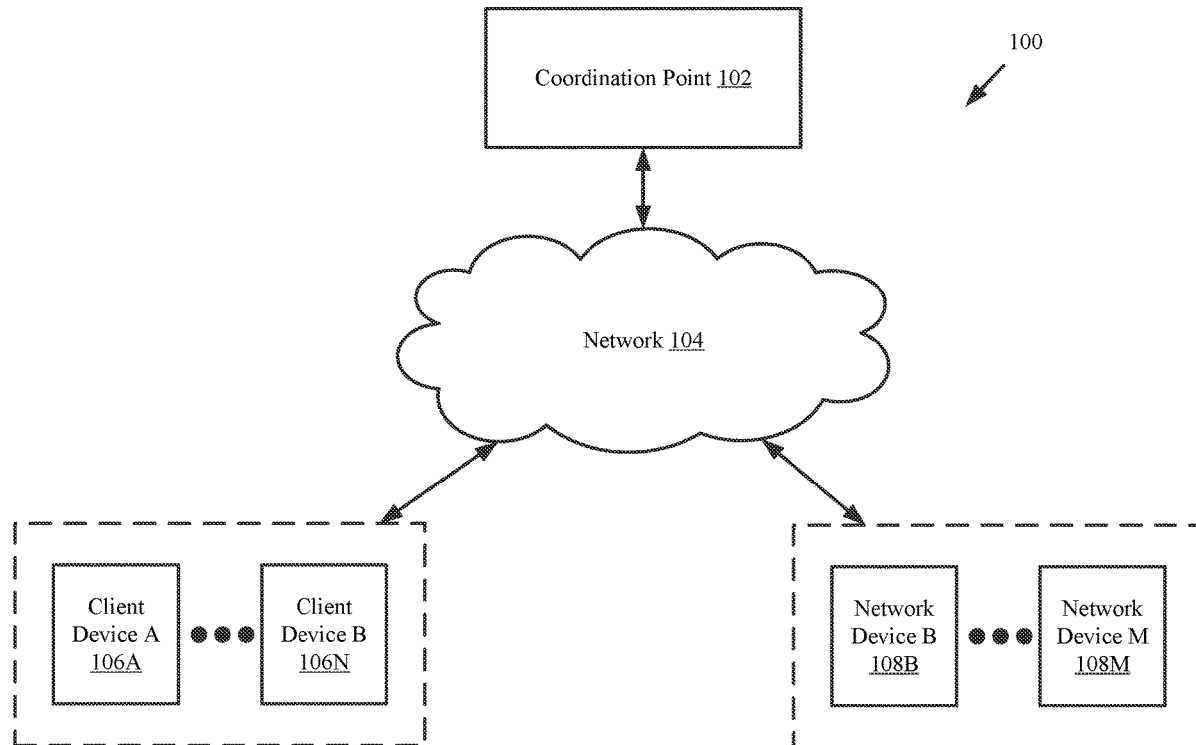 100
Coordination Point 102
Network 104
Client
Device A
106A
Client
Device B
106N
Network
Device B
108B
Network
Device M
108M